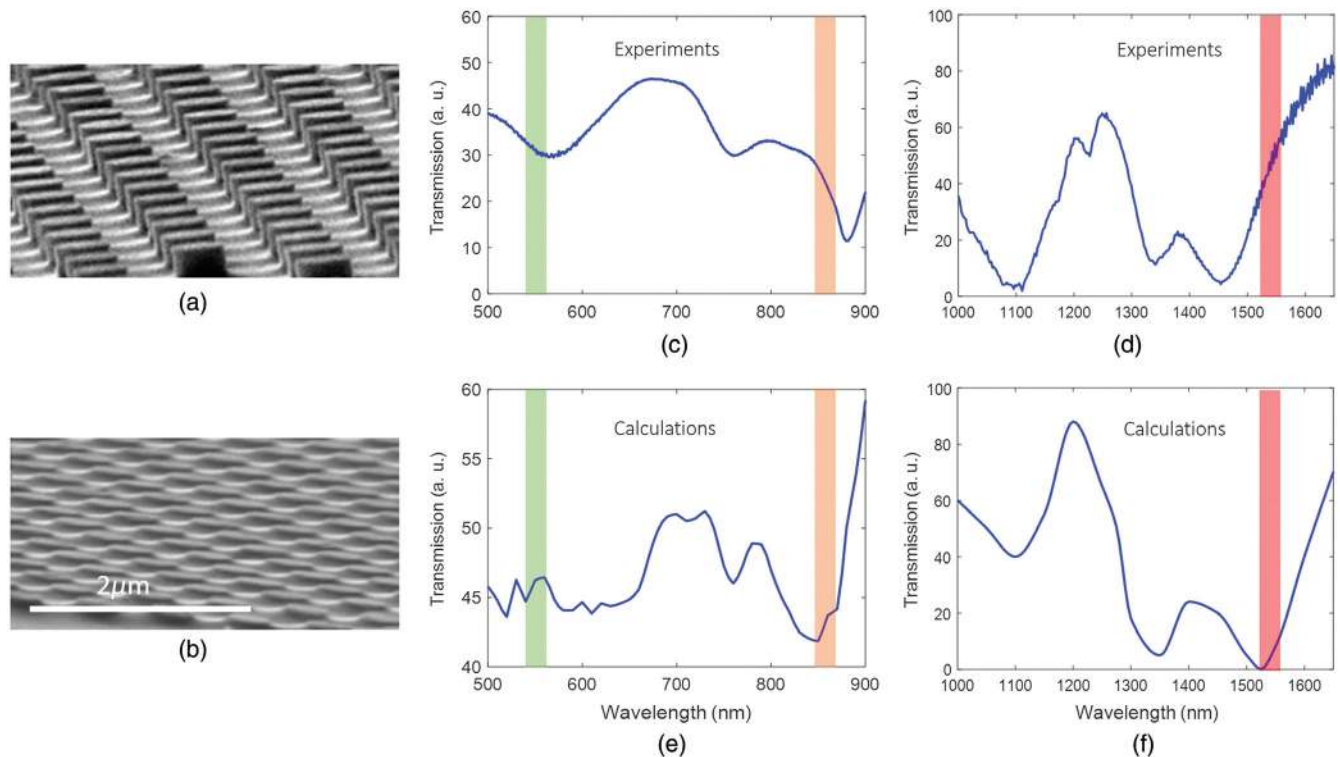 (a)
2μm
(b)
60
50
40
30
20
10
0
Transmission (a. u.)
Experiments
500 600 700 800 900
(c)
100
80
60
40
20
0
Transmission (a. u.)
Experiments
1000 1100 1200 1300 1400 1500 1600
(d)
60
55
50
45
40
Transmission (a. u.)
Calculations
500 600 700 800 900
Wavelength (nm)
(e)
100
80
60
40
20
0
Transmission (a. u.)
Calculations
1000 1100 1200 1300 1400 1500 1600
Wavelength (nm)
(f)